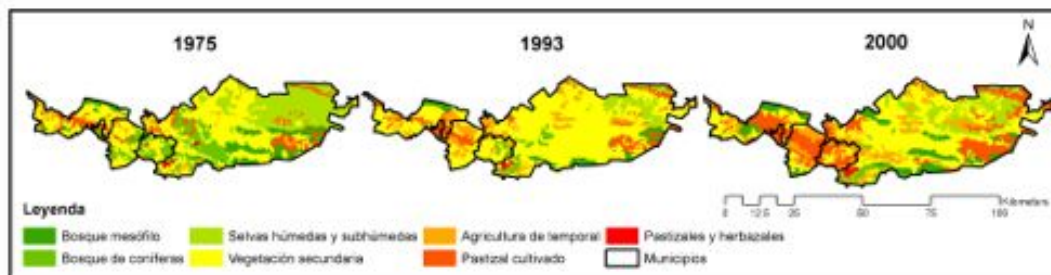 1975
1993
2000
N
Leyenda
Bosque mesófilo
Selvas húmedas y subhúmedas
Agricultura de temporal
Pastizales y herbazales
Bosque de coníferas
Vegetación secundaria
Pastizal cultivado
Municipios
Kilometers
0 12.5 25 50 75 100